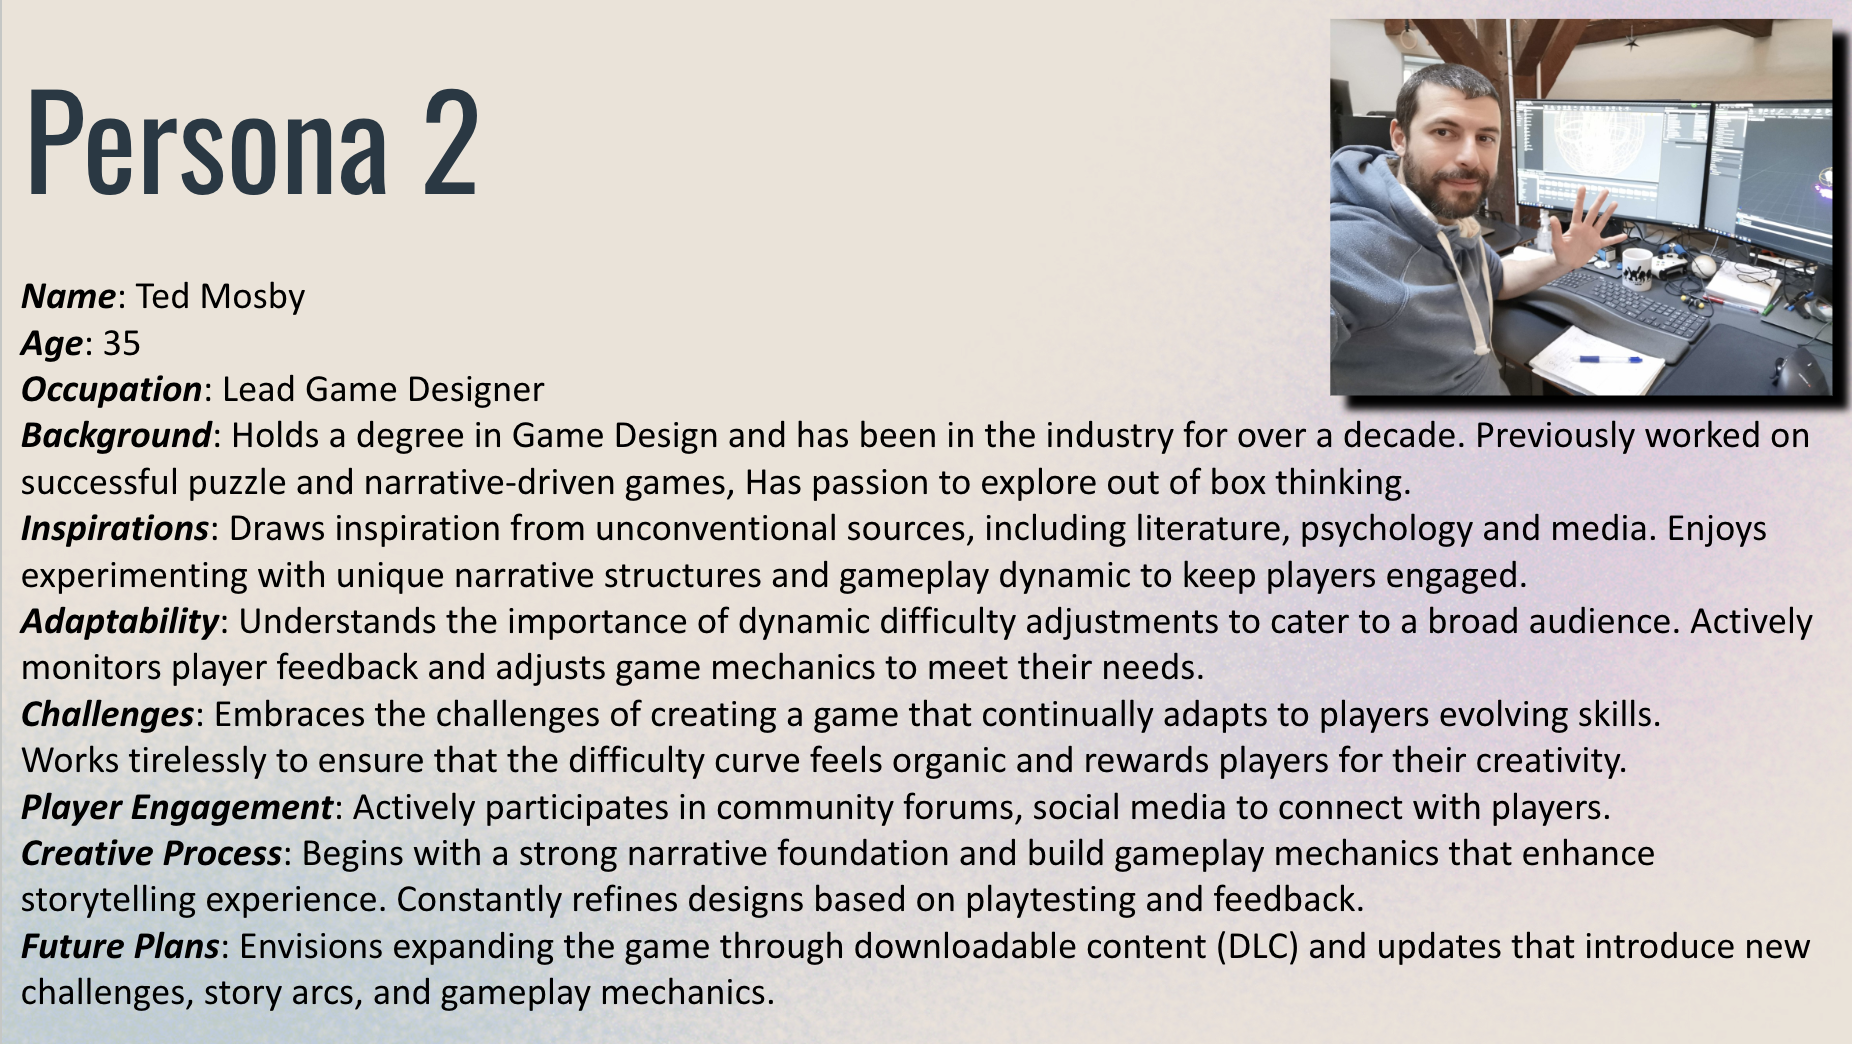 Persona 2
Name: Ted Mosby
Age: 35
Occupation: Lead Game Designer
Background: Holds a degree in Game Design and has been in the industry for over a decade. Previously worked on
successful puzzle and narrative-driven games, Has passion to explore out of box thinking.
Inspirations: Draws inspiration from unconventional sources, including literature, psychology and media. Enjoys
experimenting with unique narrative structures and gameplay dynamic to keep players engaged.
Adaptability: Understands the importance of dynamic difficulty adjustments to cater to a broad audience. Actively
monitors player feedback and adjusts game mechanics to meet their needs.
Challenges: Embraces the challenges of creating a game that continually adapts to players evolving skills.
Works tirelessly to ensure that the difficulty curve feels organic and rewards players for their creativity.
Player Engagement: Actively participates in community forums, social media to connect with players.
Creative Process: Begins with a strong narrative foundation and build gameplay mechanics that enhance
storytelling experience. Constantly refines designs based on playtesting and feedback.
Future Plans: Envisions expanding the game through downloadable content (DLC) and updates that introduce new
challenges, story arcs, and gameplay mechanics.